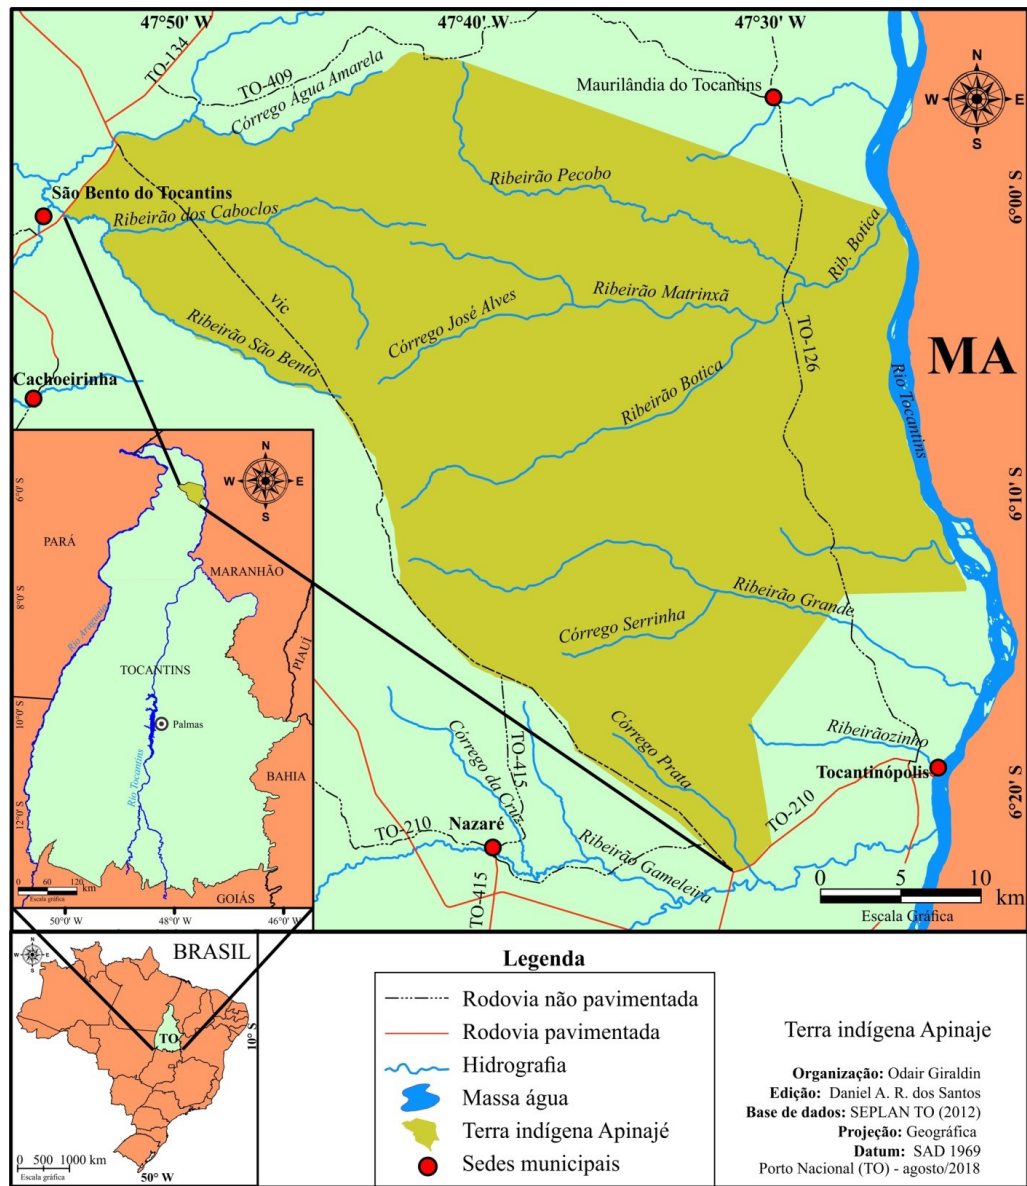 47°50' W
47°40' W
47°30' W
TO-134
TO-409
Córrego Água Amarela
Maurilândia do Tocantins
N
W
E
S
6°00' S
São Bento do Tocantins
Ribeirão dos Caboclos
Ribeirão Pecobo
Rib. Botica
vic
Ribeirão Matrinxã
Córrego José Alves
Ribeirão São Bento
TO-126
MA
Ribeirão Botica
Rio Tocantins
Cachoeirinha
6°10' S
Ribeirão Grande
Córrego Serrinha
Córrego Prata
Ribeirãozinho
Tocantinópolis
TO-210
6°20' S
Córrego da Cruz
TO-415
TO-210
Nazaré
Ribeirão Gameleira
TO-415
0 5 10
km
Escala Gráfica
N
W
E
S
6°0' S
PARÁ
MARANHÃO
8°0' S
Rio Araguaia
PIAUÍ
TOCANTINS
10°0' S
Palmas
Rio Tocantins
BAHIA
12°0' S
0 60 120
km
Escala gráfica
GOIÁS
50°0' W
48°0' W
46°0' W
BRASIL
N
W
E
S
TO
10° S
0 500 1000 km
Escala gráfica
50° W
Legenda
Rodovia não pavimentada
Rodovia pavimentada
Hidrografia
Massa água
Terra indígena Apinajé
Sedes municipais
Terra indígena Apinaje
Organização: Odair Giraldin
Edição: Daniel A. R. dos Santos
Base de dados: SEPLAN TO (2012)
Projeção: Geográfica
Datum: SAD 1969
Porto Nacional (TO) - agosto/2018